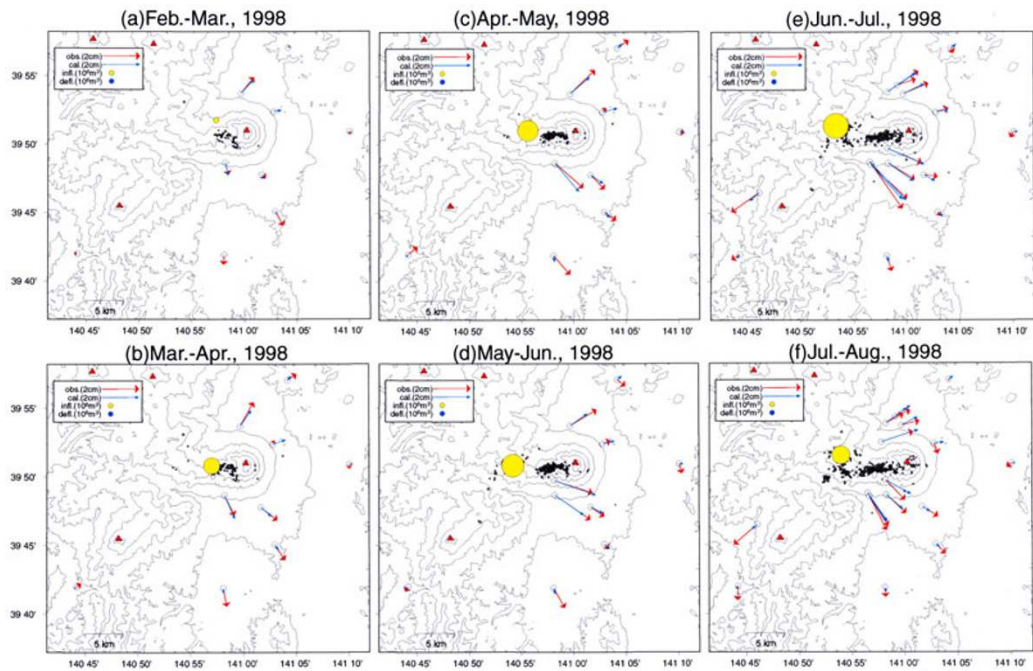 (a)Feb.-Mar., 1998
(c)Apr.-May, 1998
(e)Jun.-Jul., 1998
obs.(2cm)
cal.(2cm)
infl.(10⁶m³)
defl.(10⁶m³)
obs.(2cm)
cal.(2cm)
infl.(10⁶m³)
defl.(10⁶m³)
obs.(2cm)
cal.(2cm)
infl.(10⁶m³)
defl.(10⁶m³)
39 55'
39 50'
39 45'
39 40'
5 km
5 km
5 km
140 45' 140 50' 140 55' 141 00' 141 05' 141 10'
140 45' 140 50' 140 55' 141 00' 141 05' 141 10'
140 45' 140 50' 140 55' 141 00' 141 05' 141 10'
(b)Mar.-Apr., 1998
(d)May-Jun., 1998
(f)Jul.-Aug., 1998
obs.(2cm)
cal.(2cm)
infl.(10⁶m³)
defl.(10⁶m³)
obs.(2cm)
cal.(2cm)
infl.(10⁶m³)
defl.(10⁶m³)
obs.(2cm)
cal.(2cm)
infl.(10⁶m³)
defl.(10⁶m³)
39 55'
39 50'
39 45'
39 40'
5 km
5 km
5 km
140 45' 140 50' 140 55' 141 00' 141 05' 141 10'
140 45' 140 50' 140 55' 141 00' 141 05' 141 10'
140 45' 140 50' 140 55' 141 00' 141 05' 141 10'